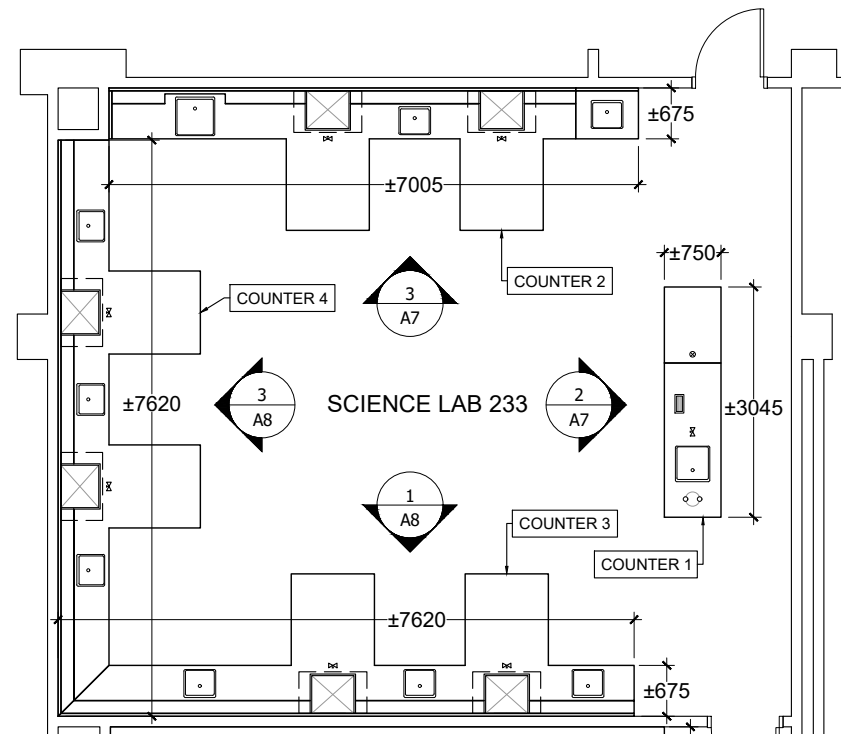 ±675
±7005
±750
COUNTER 2
COUNTER 4
3
A7
±7620
3
A8
SCIENCE LAB 233
2
A7
±3045
1
A8
COUNTER 3
COUNTER 1
±7620
±675